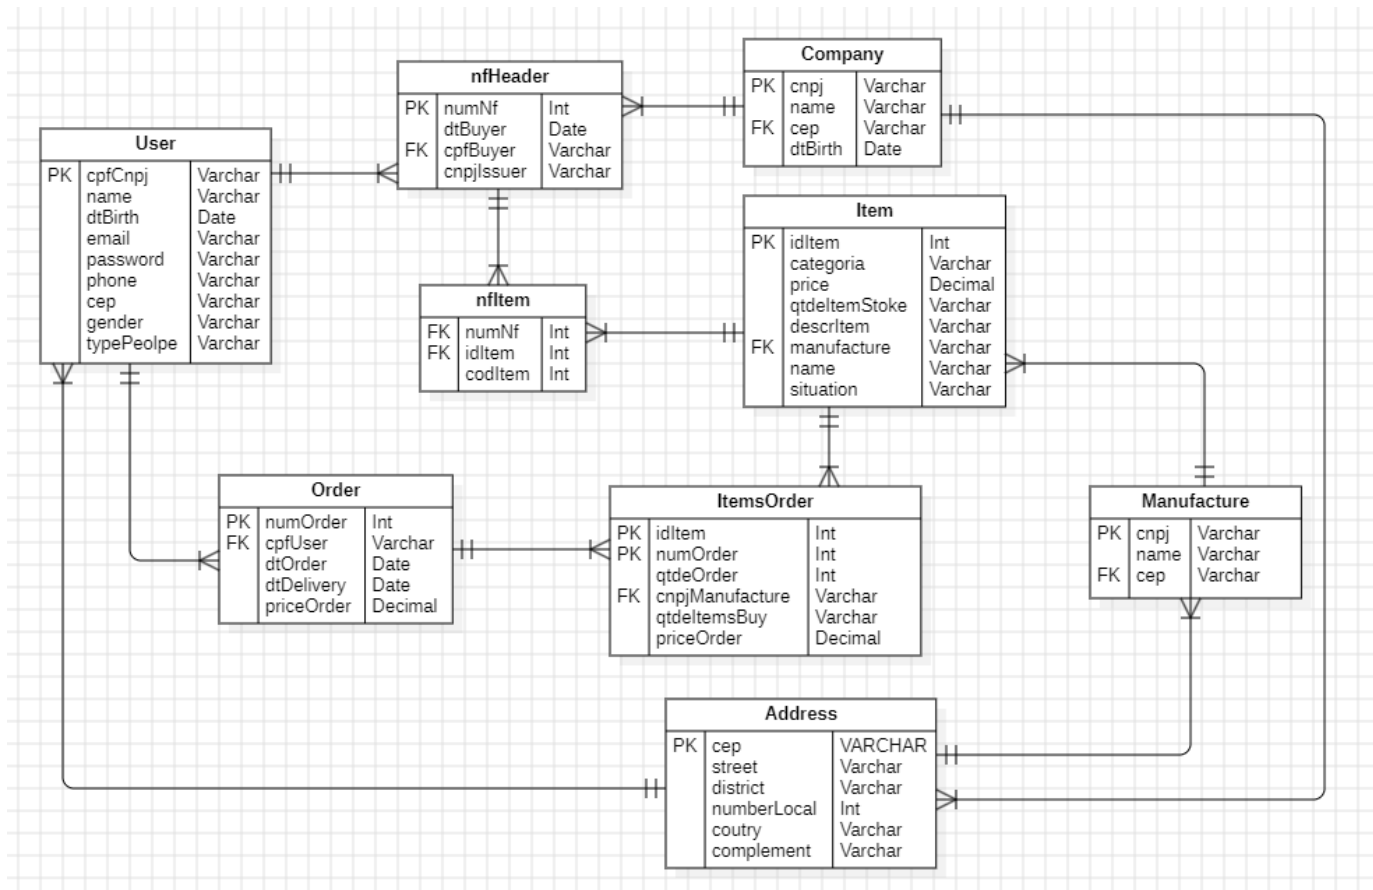 nfHeader
PK numNf Int
dtBuyer Date
FK cpfBuyer Varchar
cnpjIssuer Varchar
Company
PK cnpj Varchar
name Varchar
FK cep Varchar
dtBirth Date
User
PK cpfCnpj Varchar
name Varchar
dtBirth Date
email Varchar
password Varchar
phone Varchar
cep Varchar
gender Varchar
typePeolpe Varchar
Item
PK idItem Int
categoria Varchar
price Decimal
qtdeItemStoke Varchar
descrItem Varchar
FK manufacture Varchar
name Varchar
situation Varchar
nfItem
FK numNf Int
FK idItem Int
codItem Int
Order
PK numOrder Int
FK cpfUser Varchar
dtOrder Date
dtDelivery Date
priceOrder Decimal
ItemsOrder
PK idItem Int
PK numOrder Int
qtdeOrder Int
FK cnpjManufacture Varchar
qtdeItemsBuy Varchar
priceOrder Decimal
Manufacture
PK cnpj Varchar
name Varchar
FK cep Varchar
Address
PK cep VARCHAR
street Varchar
district Varchar
numberLocal Int
coutry Varchar
complement Varchar